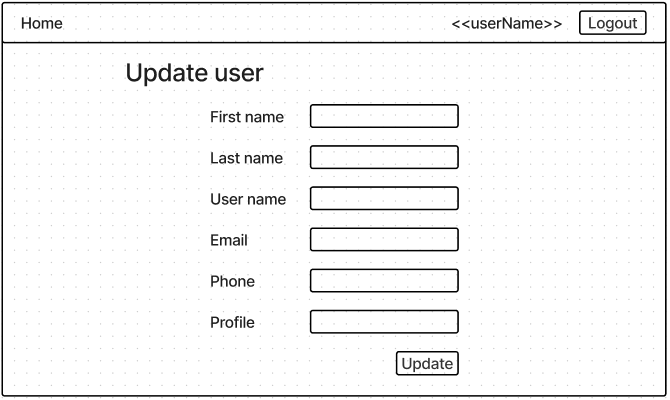 Home <<userName>> Logout
Update user
First name
Last name
User name
Email
Phone
Profile
Update